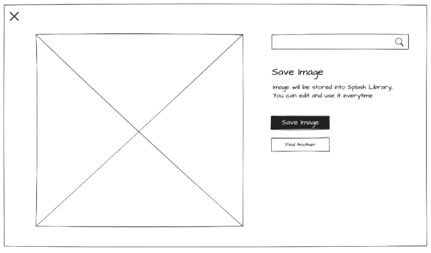 Save Image
Image will be stored into Splash Library.
You can edit and use it everytime
Save Image
Find Another